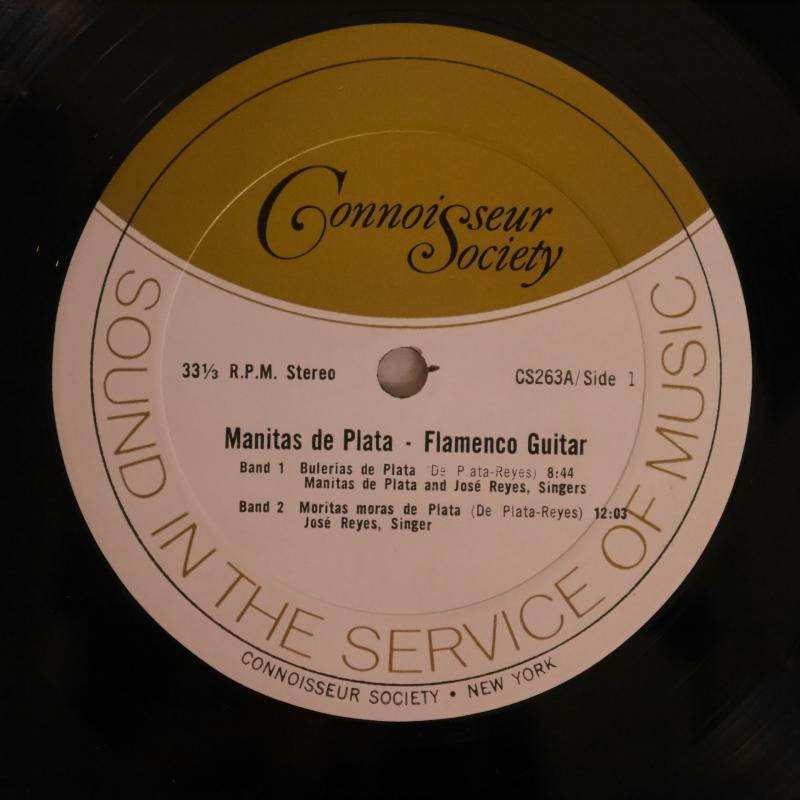 Connoisseur
Society
33⅓ R.P.M. Stereo
CS263A/Side 1
Manitas de Plata · Flamenco Guitar
Band 1 Bulerias de Plata (De Plata-Reyes) 8:44
Manitas de Plata and José Reyes, Singers
Band 2 Moritas moras de Plata (De Plata-Reyes) 12:03
José Reyes, Singer
SOUND IN THE SERVICE OF MUSIC
CONNOISSEUR SOCIETY • NEW YORK